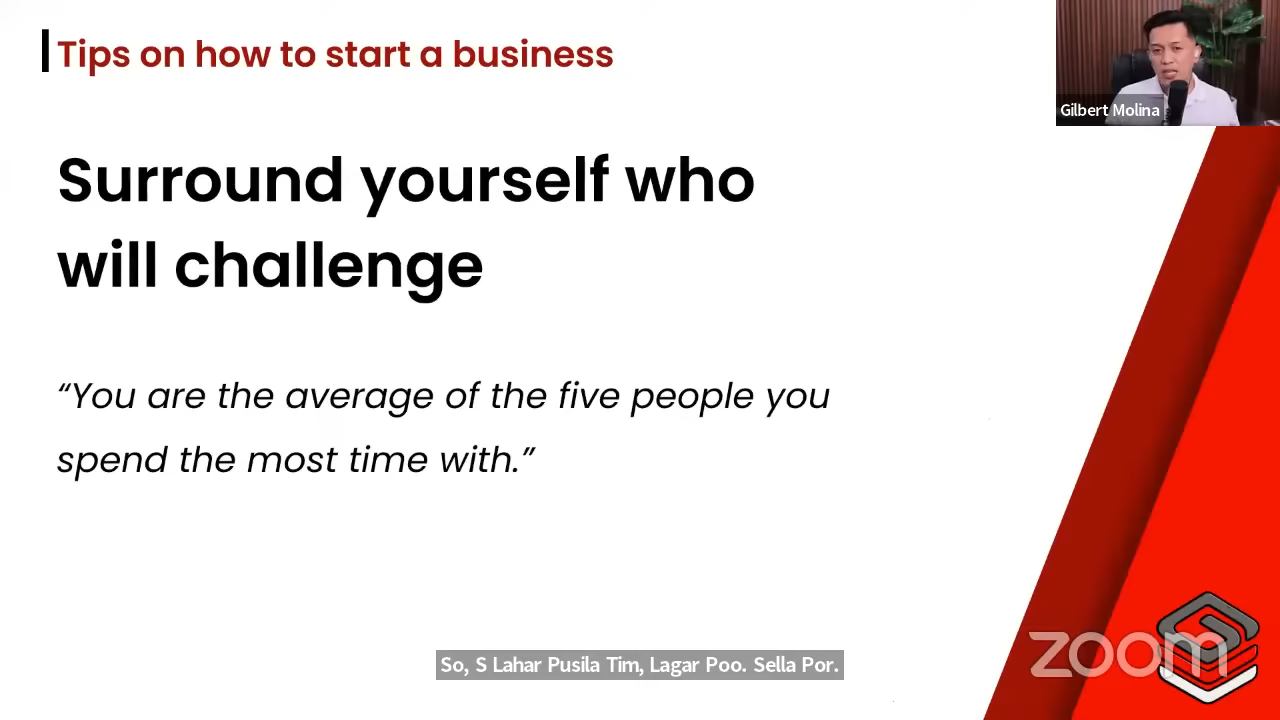 Tips on how to start a business
Gilbert Molina
Surround yourself who
will challenge
“You are the average of the five people you
spend the most time with.”
So, S Lahar Pusila Tim, Lagar Poo. Sella Por.
zoom